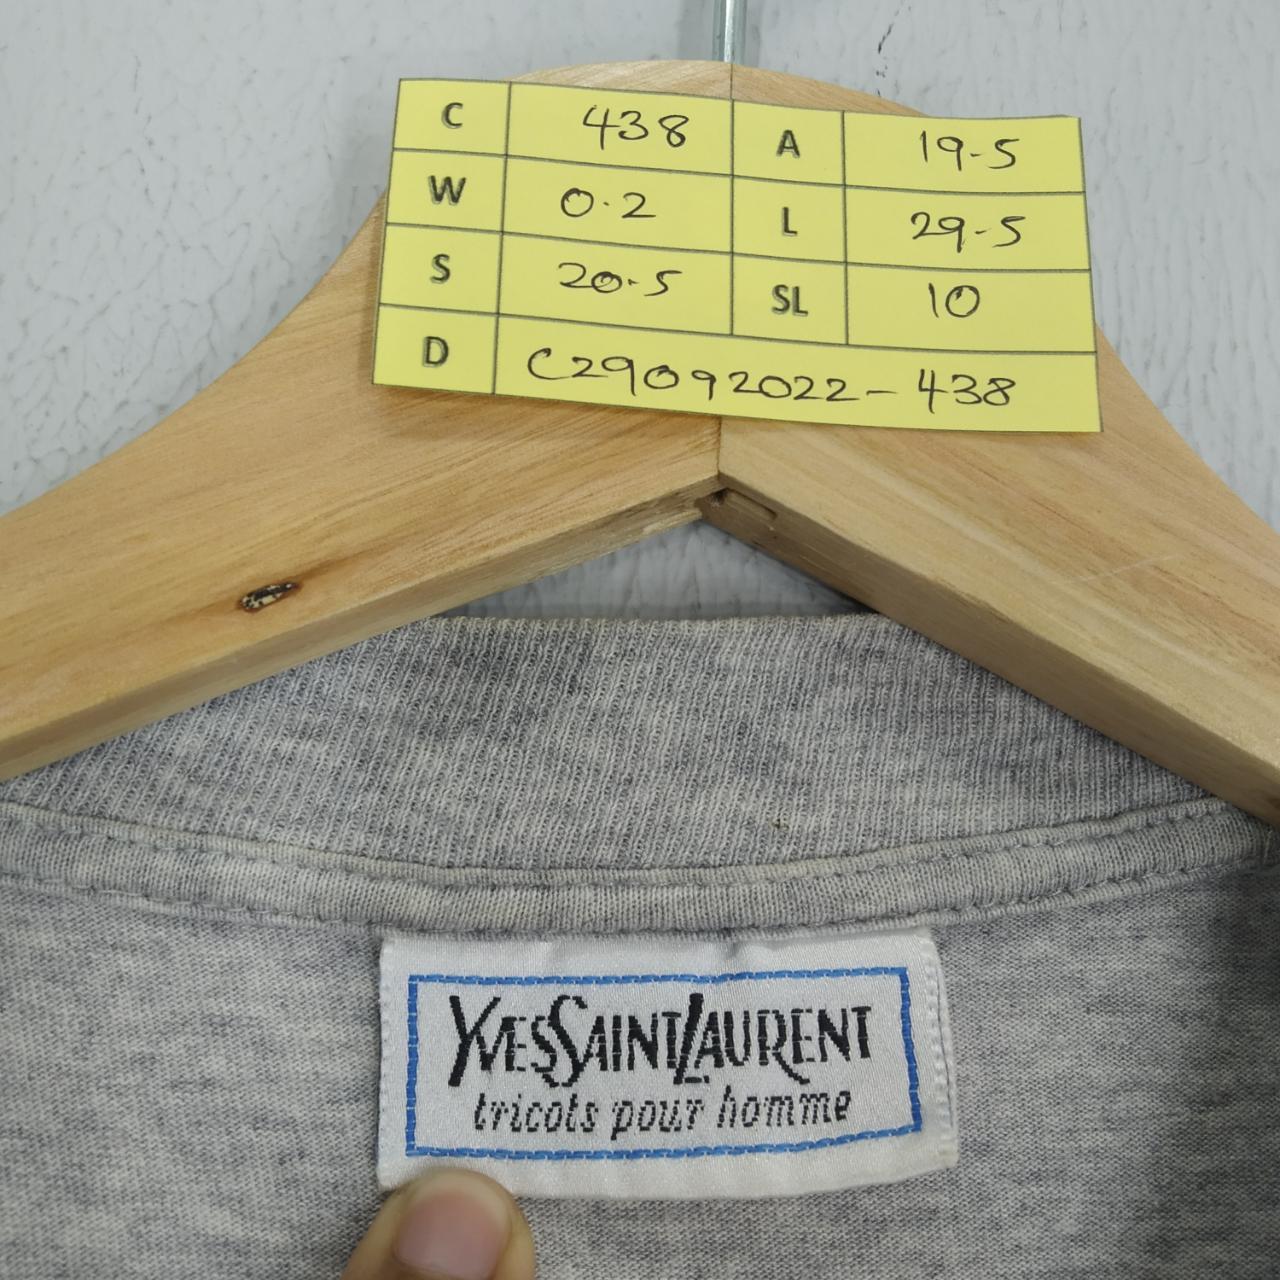 C 438 A 19-5
W 0.2 L 29-5
S 20.5 SL 10
D C29092022-438
YVESSAINTLAURENT
tricots pour homme